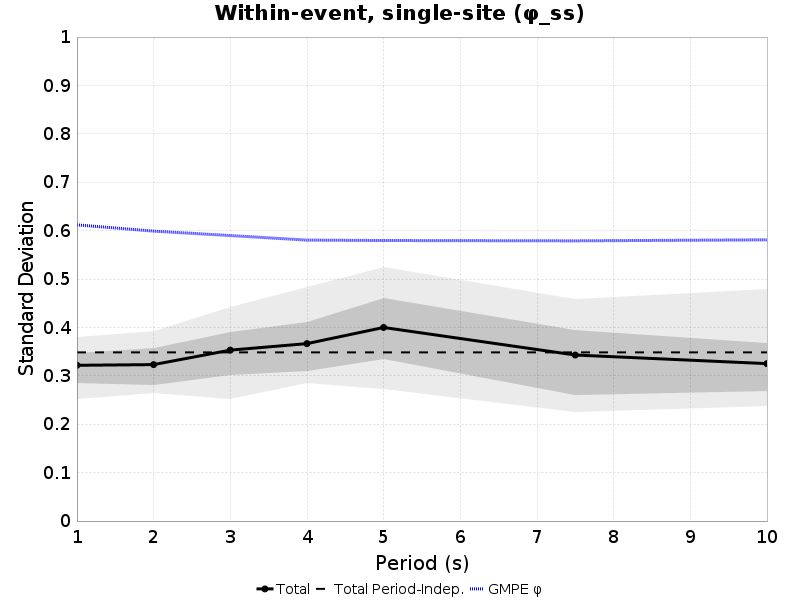 Within-event, single-site (φ_ss)
1
0.9
0.8
0.7
0.6
0.5
0.4
0.3
0.2
0.1
0
Standard Deviation
1 2 3 4 5 6 7 8 9 10
Period (s)
Total Total Period-Indep. GMPE φ